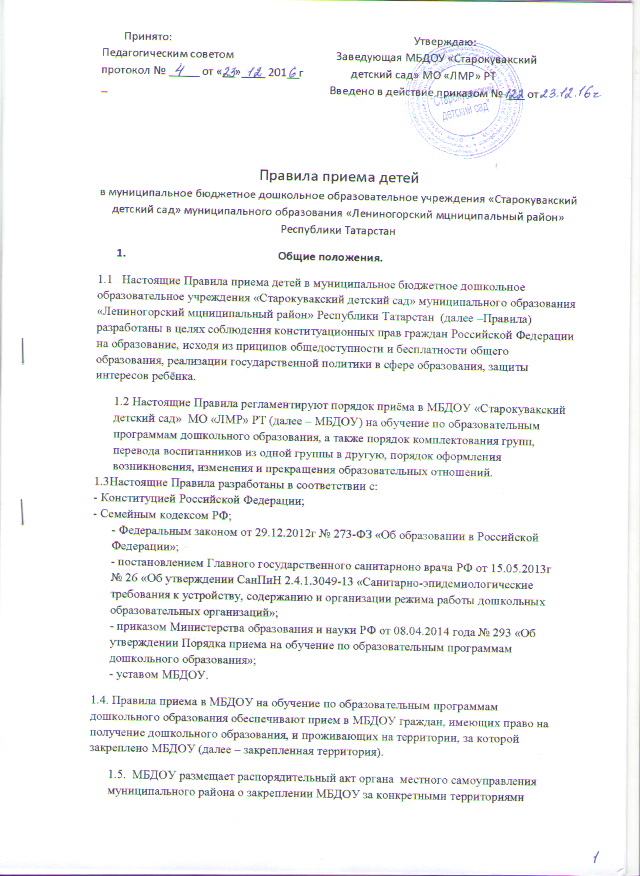 Принято:
Педагогическим советом
протокол № 4 от «23» 12 2016г
Утверждаю:
Заведующая МБДОУ «Старокувакский
детский сад» МО «ЛМР» РТ
Введено в действие приказом № 122 от 23.12.16г
"Старокувакский
детский сад"
Правила приема детей
в муниципальное бюджетное дошкольное образовательное учреждения «Старокувакский
детский сад» муниципального образования «Лениногорский мцниципальный район»
Республики Татарстан
1. Общие положения.
1.1 Настоящие Правила приема детей в муниципальное бюджетное дошкольное
образовательное учреждения «Старокувакский детский сад» муниципального образования
«Лениногорский мцниципальный район» Республики Татарстан (далее –Правила)
разработаны в целях соблюдения конституционных прав граждан Российской Федерации
на образование, исходя из приципов общедоступности и бесплатности общего
образования, реализации государственной политики в сфере образования, защиты
интересов ребёнка.
1.2 Настоящие Правила регламентируют порядок приёма в МБДОУ «Старокувакский
детский сад» МО «ЛМР» РТ (далее – МБДОУ) на обучение по образовательным
программам дошкольного образования, а также порядок комплектования групп,
перевода воспитанников из одной группы в другую, порядок оформления
возникновения, изменения и прекращения образовательных отношений.
1.3Настоящие Правила разработаны в соответствии с:
- Конституцией Российской Федерации;
- Семейным кодексом РФ;
- Федеральным законом от 29.12.2012г № 273-ФЗ «Об образовании в Российской
Федерации»;
- постановлением Главного государственного санитарноно врача РФ от 15.05.2013г
№ 26 «Об утверждении СанПиН 2.4.1.3049-13 «Санитарно-эпидемиологические
требования к устройству, содержанию и организации режима работы дошкольных
образовательных организаций»;
- приказом Министерства образования и науки РФ от 08.04.2014 года № 293 «Об
утверждении Порядка приема на обучение по образовательным программам
дошкольного образования»;
- уставом МБДОУ.
1.4. Правила приема в МБДОУ на обучение по образовательным программам
дошкольного образования обеспечивают прием в МБДОУ граждан, имеющих право на
получение дошкольного образования, и проживающих на территории, за которой
закреплено МБДОУ (далее – закрепленная территория).
1.5. МБДОУ размещает распорядительный акт органа местного самоуправления
муниципального района о закреплении МБДОУ за конкретными территориями
1